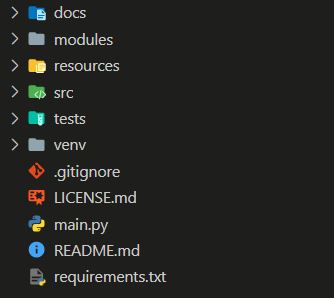 docs
modules
resources
src
tests
venv
.gitignore
LICENSE.md
main.py
README.md
requirements.txt